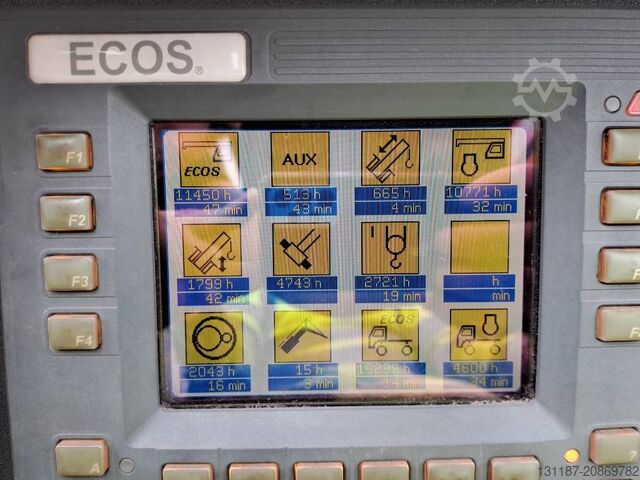 ECOS®
F1
F2
F3
F4
A
ECOS
11450 h
47 min
AUX
513 h
43 min
665 h
4 min
10771 h
32 min
1799 h
42 min
4743 h
2721 h
19 min
h
min
2043 h
16 min
15 h
3 min
ECOS
14 min
4600 h
34 min
?
131187-20869782